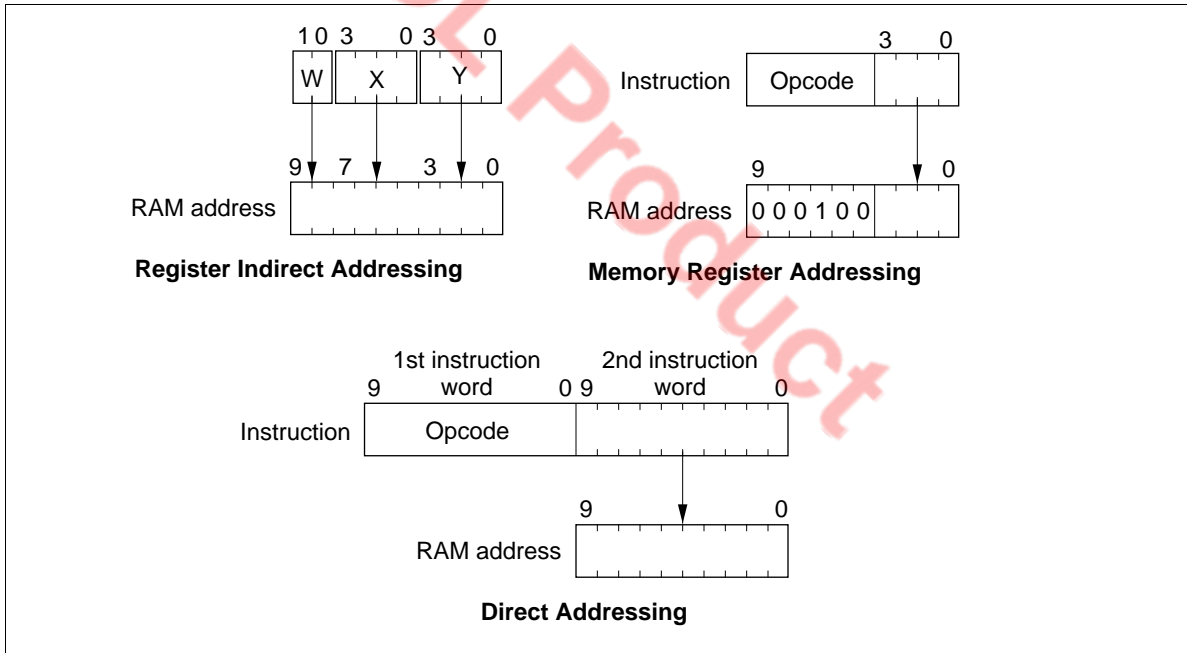 1 0 3 0 3 0
W X Y
9 7 3 0
RAM address
Register Indirect Addressing
3 0
Instruction Opcode
9 0
RAM address 0 0 0 1 0 0
Memory Register Addressing
1st instruction word
2nd instruction word
9 0 9 0
Instruction Opcode
9 0
RAM address
Direct Addressing
L Product